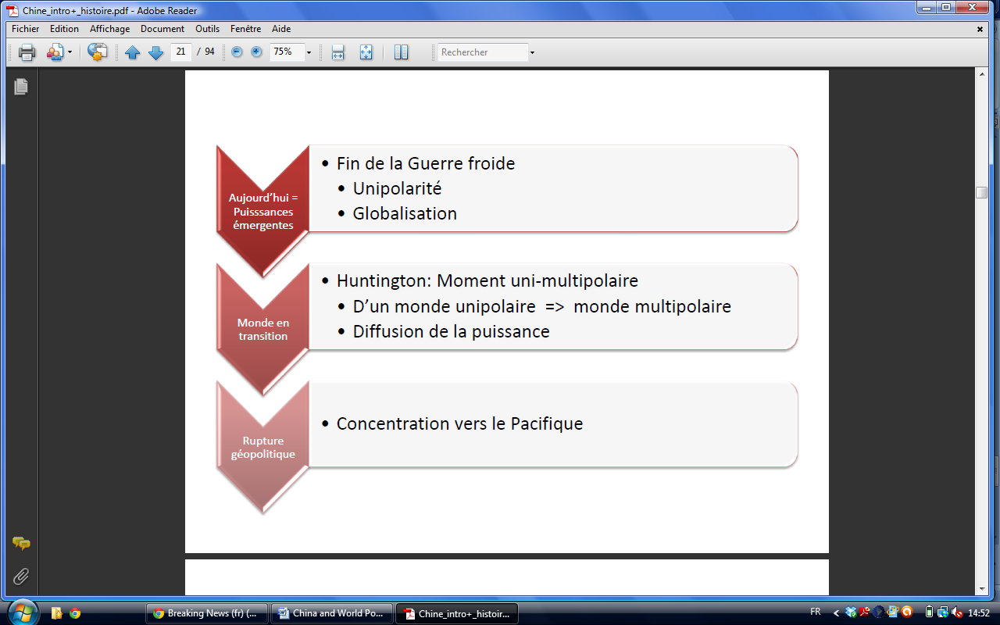 Chine_intro+_histoire.pdf - Adobe Reader
Fichier Edition Affichage Document Outils Fenêtre Aide
21 / 94 75% Rechercher
Aujourd’hui =
Puisssances
émergentes
• Fin de la Guerre froide
• Unipolarité
• Globalisation
Monde en
transition
• Huntington: Moment uni-multipolaire
• D’un monde unipolaire => monde multipolaire
• Diffusion de la puissance
Rupture
géopolitique
• Concentration vers le Pacifique
Breaking News (fr) (... China and World Po... Chine_intro+_histoir... FR 14:52